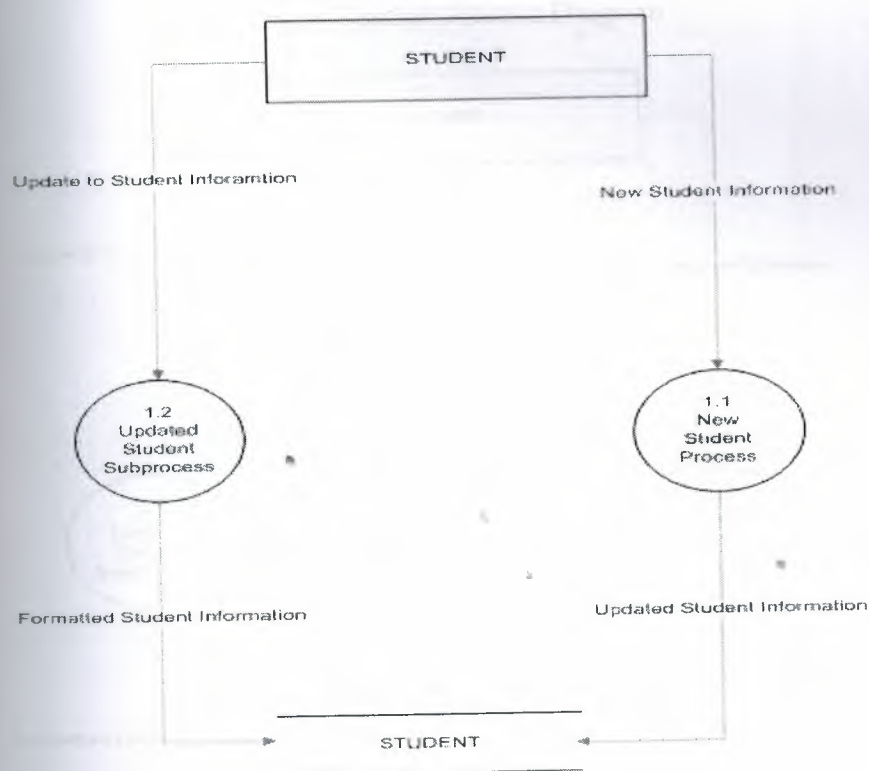 STUDENT
Update to Student Inforamtion
New Student Information
1.2
Updated
Student
Subprocess
1.1
New
Student
Process
Formatted Student Information
Updated Student Information
STUDENT